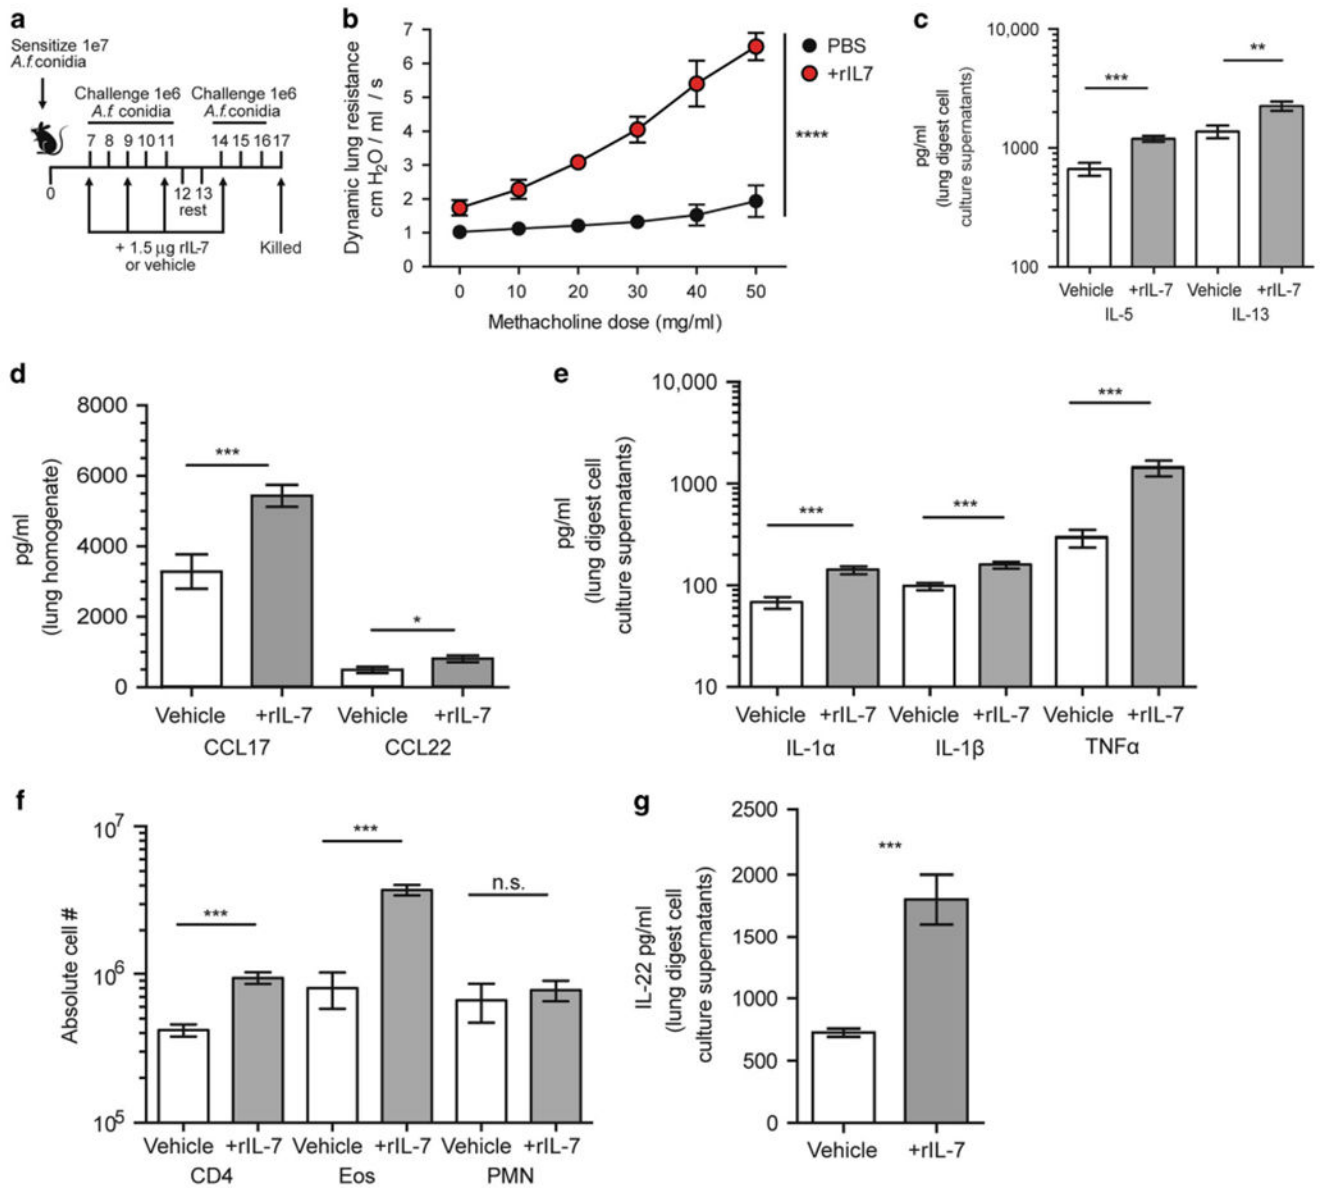 a
Sensitize 1e7
A.f.conidia
Challenge 1e6
A.f. conidia
Challenge 1e6
A.f.conidia
7 8 9 10 11
14 15 16 17
0
12 13
rest
+ 1.5 μg rIL-7
or vehicle
Killed
b
Dynamic lung resistance
cm H2O / ml / s
7
6
5
4
3
2
1
0
0 10 20 30 40 50
Methacholine dose (mg/ml)
PBS
+rIL7
****
c
pg/ml
(lung digest cell
culture supernatants)
10,000
1000
100
***
**
Vehicle +rIL-7 Vehicle +rIL-7
IL-5 IL-13
d
pg/ml
(lung homogenate)
8000
6000
4000
2000
0
***
*
Vehicle +rIL-7 Vehicle +rIL-7
CCL17 CCL22
e
pg/ml
(lung digest cell
culture supernatants)
10,000
1000
100
10
***
***
***
Vehicle +rIL-7 Vehicle +rIL-7 Vehicle +rIL-7
IL-1α IL-1β TNFα
f
Absolute cell #
10^7
10^6
10^5
***
***
n.s.
Vehicle +rIL-7 Vehicle +rIL-7 Vehicle +rIL-7
CD4 Eos PMN
g
IL-22 pg/ml
(lung digest cell
culture supernatants)
2500
2000
1500
1000
500
0
***
Vehicle +rIL-7